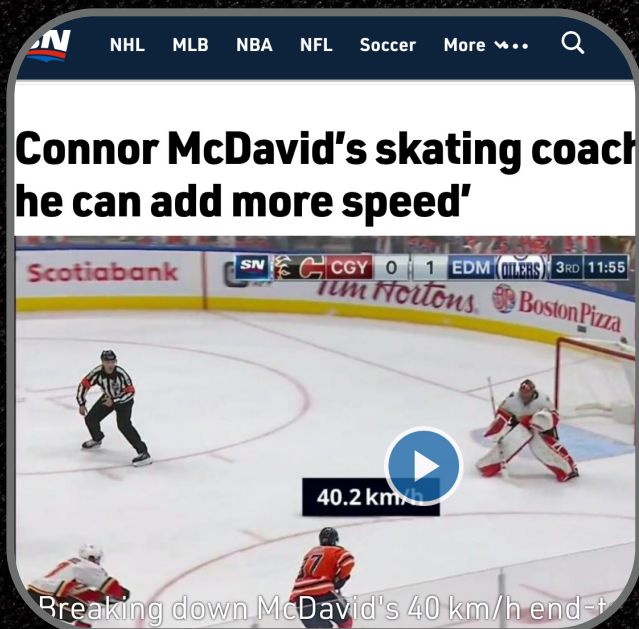 SN
NHL MLB NBA NFL Soccer More
Connor McDavid's skating coach
he can add more speed'
Scotiabank
SN CGY 0 1 EDM OILERS 3RD 11:55
Tim Hortons. BP Boston Pizza
40.2 km/h
Breaking down McDavid's 40 km/h end-t